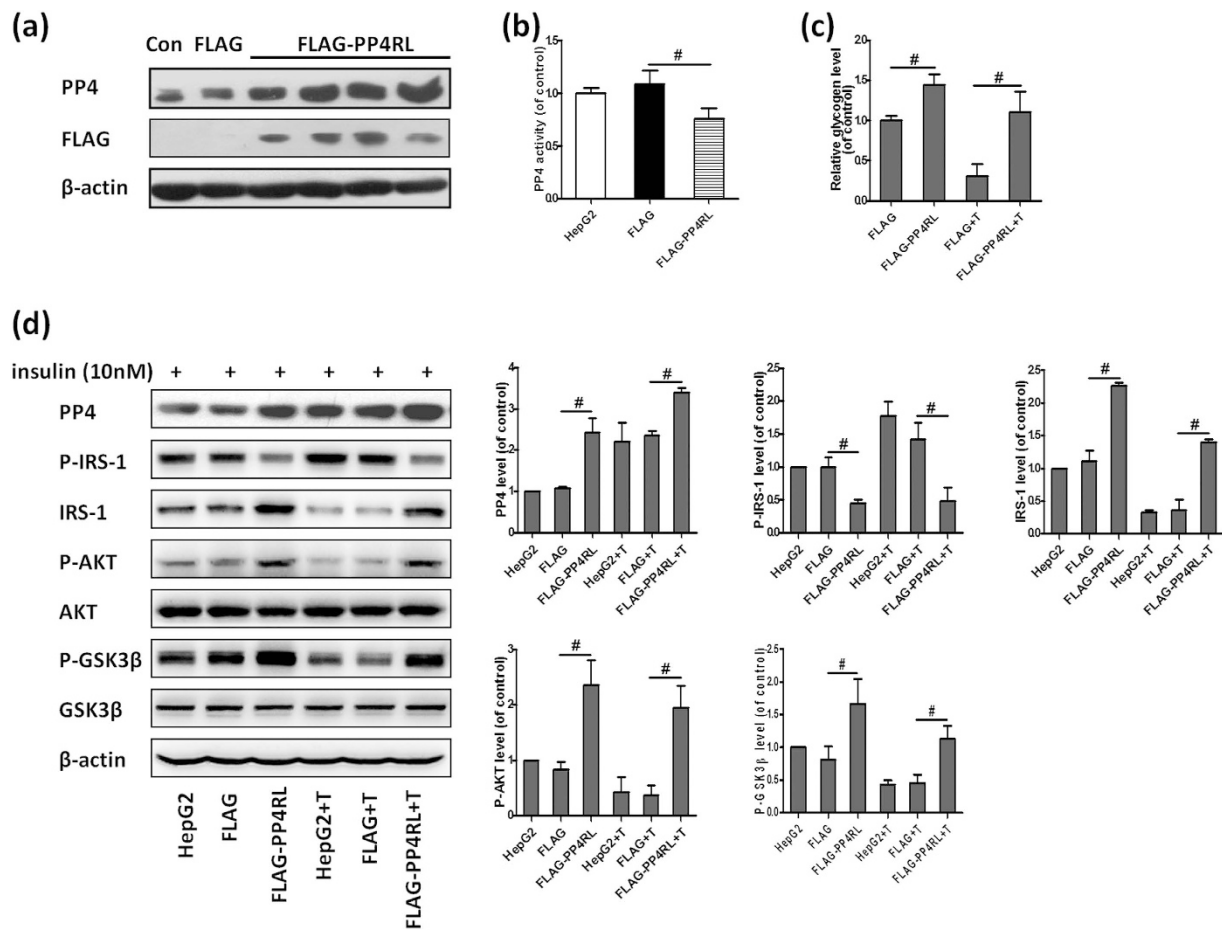 (a)
Con FLAG FLAG-PP4RL
PP4
FLAG
β-actin
(b)
PP4 activity (of control)
1.5
1.0
0.5
0.0
#
HepG2
FLAG
FLAG-PP4RL
(c)
Relative glycogen level
(of control)
2.0
1.5
1.0
0.5
0.0
#
#
FLAG
FLAG-PP4RL
FLAG+T
FLAG-PP4RL+T
(d)
insulin (10nM) + + + + + +
PP4
P-IRS-1
IRS-1
P-AKT
AKT
P-GSK3β
GSK3β
β-actin
HepG2
FLAG
FLAG-PP4RL
HepG2+T
FLAG+T
FLAG-PP4RL+T
PP4 level (of control)
4
3
2
1
0
#
#
HepG2
FLAG
FLAG-PP4RL
HepG2+T
FLAG+T
FLAG-PP4RL+T
P-IRS-1 level (of control)
2.5
2.0
1.5
1.0
0.5
0.0
#
#
HepG2
FLAG
FLAG-PP4RL
HepG2+T
FLAG+T
FLAG-PP4RL+T
IRS-1 level (of control)
2.5
2.0
1.5
1.0
0.5
0.0
#
#
HepG2
FLAG
FLAG-PP4RL
HepG2+T
FLAG+T
FLAG-PP4RL+T
P-AKT level (of control)
3
2
1
0
#
#
HepG2
FLAG
FLAG-PP4RL
HepG2+T
FLAG+T
FLAG-PP4RL+T
P-GSK3β level (of control)
2.5
2.0
1.5
1.0
0.5
0.0
#
#
HepG2
FLAG
FLAG-PP4RL
HepG2+T
FLAG+T
FLAG-PP4RL+T